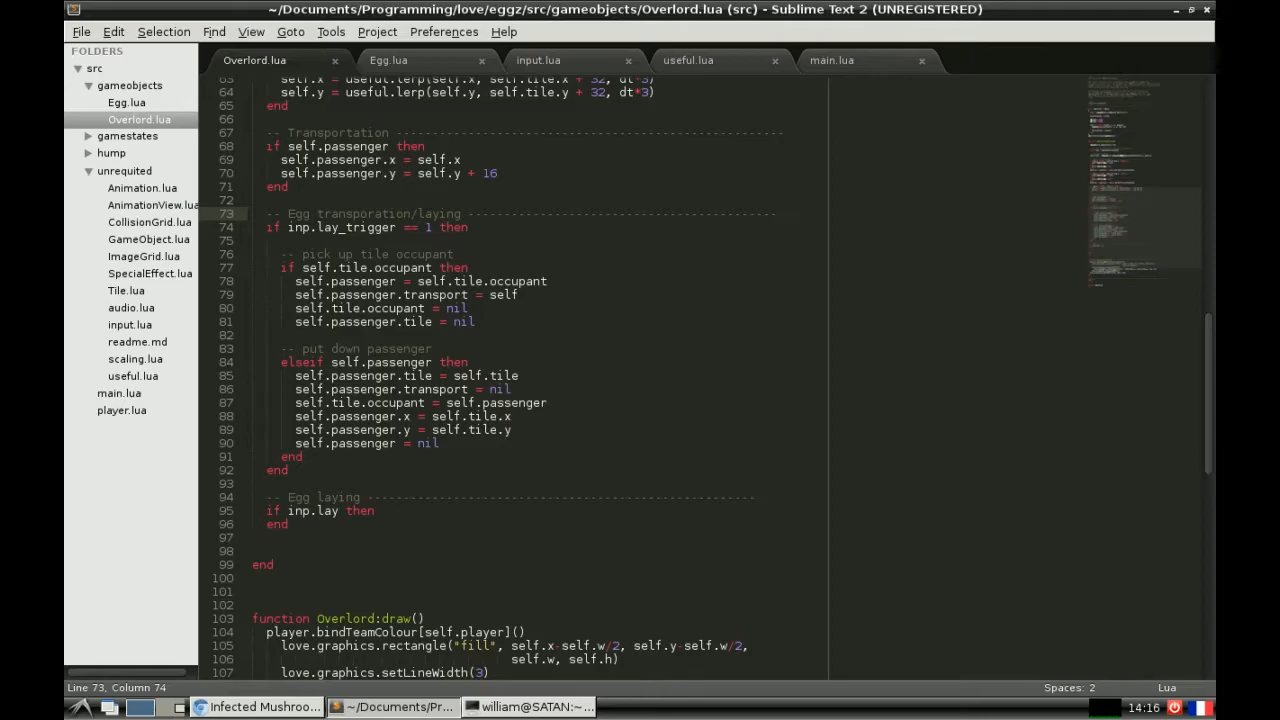 ~/Documents/Programming/love/eggz/src/gameobjects/Overlord.lua (src) - Sublime Text 2 (UNREGISTERED)
File Edit Selection Find View Goto Tools Project Preferences Help
FOLDERS
src
gameobjects
Egg.lua
Overlord.lua
gamestates
hump
unrequited
Animation.lua
AnimationView.lua
CollisionGrid.lua
GameObject.lua
ImageGrid.lua
SpecialEffect.lua
Tile.lua
audio.lua
input.lua
readme.md
scaling.lua
useful.lua
main.lua
player.lua
Overlord.lua × Egg.lua × input.lua × useful.lua × main.lua ×
63 self.x = useful.lerp(self.x, self.tile.x + 32, dt*3)
64 self.y = useful.lerp(self.y, self.tile.y + 32, dt*3)
65 end
66
67 -- Transportation ------------------------------------------------------
68 if self.passenger then
69 self.passenger.x = self.x
70 self.passenger.y = self.y + 16
71 end
72
73 -- Egg transporation/laying -------------------------------------------
74 if inp.lay_trigger == 1 then
75
76 -- pick up tile occupant
77 if self.tile.occupant then
78 self.passenger = self.tile.occupant
79 self.passenger.transport = self
80 self.tile.occupant = nil
81 self.passenger.tile = nil
82
83 -- put down passenger
84 elseif self.passenger then
85 self.passenger.tile = self.tile
86 self.passenger.transport = nil
87 self.tile.occupant = self.passenger
88 self.passenger.x = self.tile.x
89 self.passenger.y = self.tile.y
90 self.passenger = nil
91 end
92 end
93
94 -- Egg laying ------------------------------------------------------
95 if inp.lay then
96 end
97
98
99 end
100
101
102
103 function Overlord:draw()
104 player.bindTeamColour[self.player]()
105 love.graphics.rectangle("fill", self.x-self.w/2, self.y-self.w/2,
106 self.w, self.h)
107 love.graphics.setLineWidth(3)
Line 73, Column 74 Spaces: 2 Lua
Infected Mushroo... ~/Documents/Pr... william@SATAN:~... 14:16